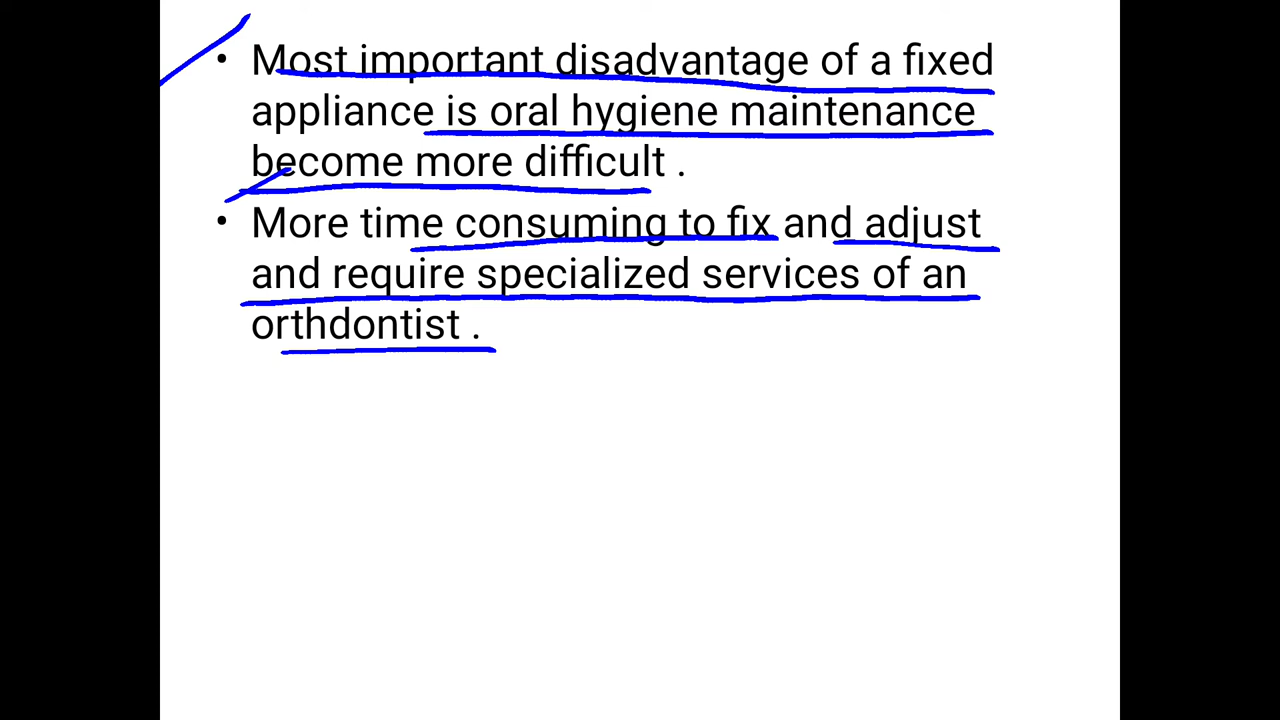 • Most important disadvantage of a fixed
appliance is oral hygiene maintenance
become more difficult .
• More time consuming to fix and adjust
and require specialized services of an
orthdontist .